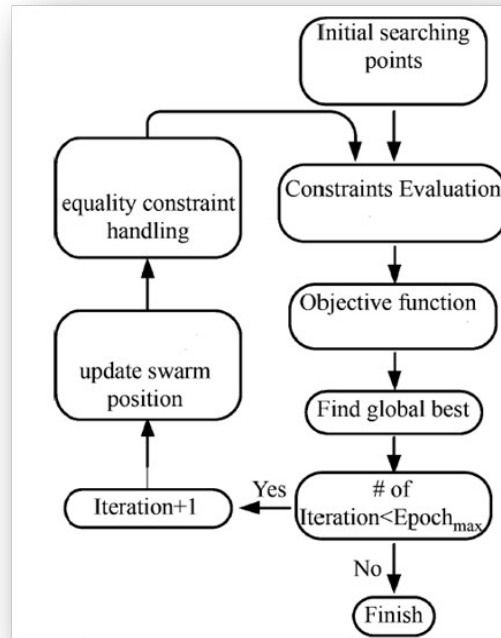 Initial searching
points
Constraints Evaluation
equality constraint
handling
Objective function
update swarm
position
Find global best
# of
Iteration<Epochmax
Yes
Iteration+1
No
Finish